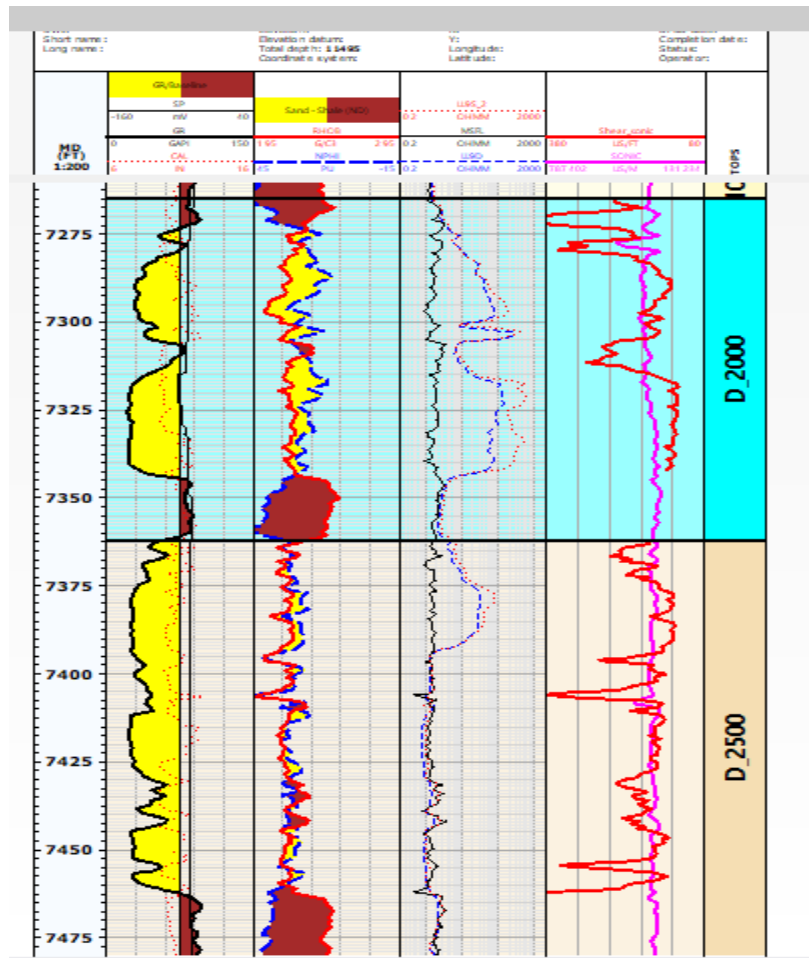 Short name :
Long name :
Elevation datum:
Total depth: 11495
Coordinate system:
Y:
Longitude:
Latitude:
Completion date:
Status:
Operator:
MD
(FT)
1:200
GR/Baseline
SP
-160 mV 40
GR
0 GAPI 150
CAL
6 IN 16
Sand - Shale (ND)
RHOB
1.95 G/C3 2.95
NPHI
45 PU -15
0.2 OHMM 2000
MSFL
0.2 OHMM 2000
0.2 OHMM 2000
Shear_sonic
380 US/FT 80
SONIC
US/M
TOPS
7275
7300
7325
7350
7375
7400
7425
7450
7475
D_2000
D_2500